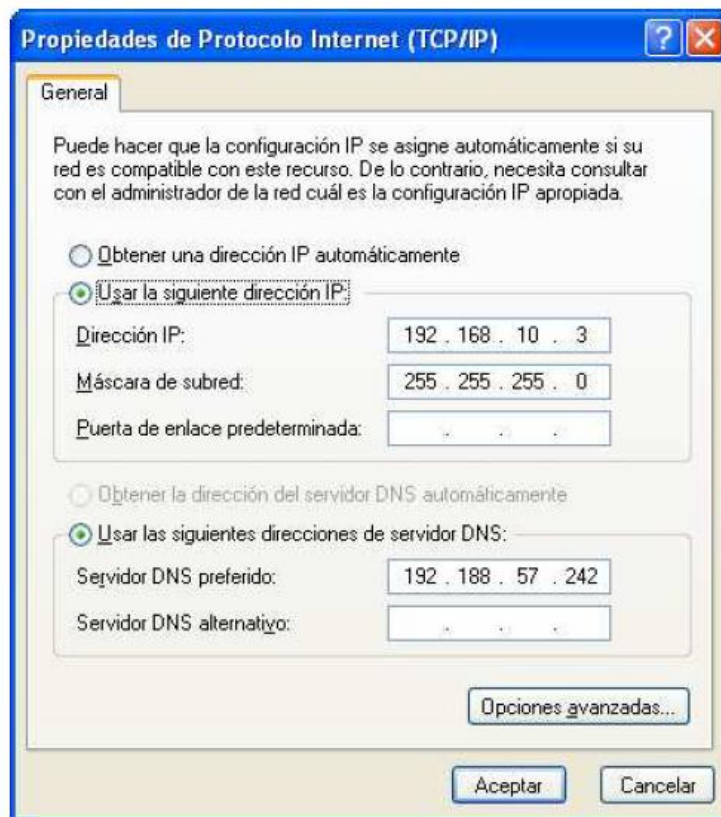 Propiedades de Protocolo Internet (TCP/IP)
General
Puede hacer que la configuración IP se asigne automáticamente si su
red es compatible con este recurso. De lo contrario, necesita consultar
con el administrador de la red cuál es la configuración IP apropiada.
Obtener una dirección IP automáticamente
Usar la siguiente dirección IP:
Dirección IP: 192 . 168 . 10 . 3
Máscara de subred: 255 . 255 . 255 . 0
Puerta de enlace predeterminada: . . .
Obtener la dirección del servidor DNS automáticamente
Usar las siguientes direcciones de servidor DNS:
Servidor DNS preferido: 192 . 188 . 57 . 242
Servidor DNS alternativo: . . .
Opciones avanzadas...
Aceptar Cancelar